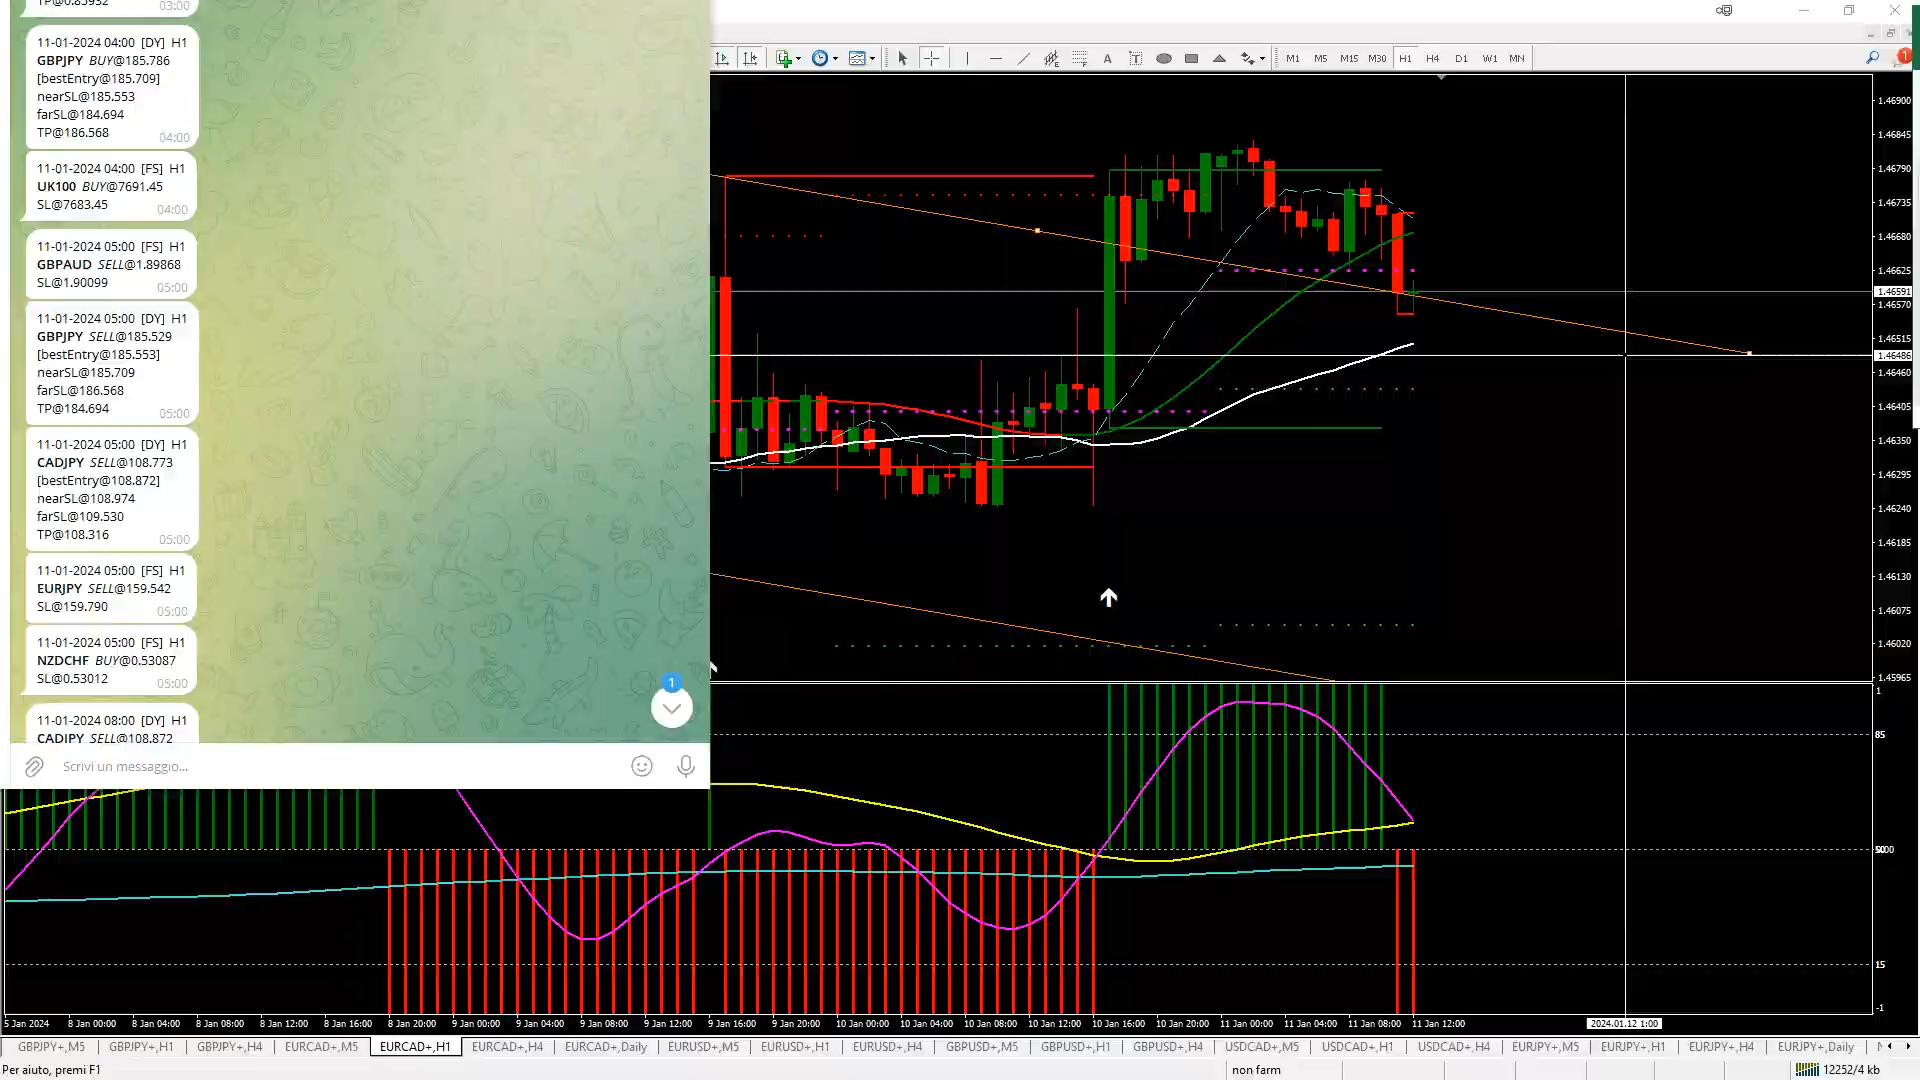 TP@0.85932
03:00
11-01-2024 04:00 [DY] H1
GBPJPY BUY@185.786
[bestEntry@185.709]
nearSL@185.553
farSL@184.694
TP@186.568
04:00
11-01-2024 04:00 [FS] H1
UK100 BUY@7691.45
SL@7683.45
04:00
11-01-2024 05:00 [FS] H1
GBPAUD SELL@1.89868
SL@1.90099
05:00
11-01-2024 05:00 [DY] H1
GBPJPY SELL@185.529
[bestEntry@185.553]
nearSL@185.709
farSL@186.568
TP@184.694
05:00
11-01-2024 05:00 [DY] H1
CADJPY SELL@108.773
[bestEntry@108.872]
nearSL@108.974
farSL@109.530
TP@108.316
05:00
11-01-2024 05:00 [FS] H1
EURJPY SELL@159.542
SL@159.790
05:00
11-01-2024 05:00 [FS] H1
NZDCHF BUY@0.53087
SL@0.53012
05:00
11-01-2024 08:00 [DY] H1
CADJPY SELL@108.872
1
Scrivi un messaggio...
A T M1 M5 M15 M30 H1 H4 D1 W1 MN 1
1.46900
1.46845
1.46790
1.46735
1.46680
1.46625
1.46591
1.46570
1.46515
1.46486
1.46460
1.46405
1.46350
1.46295
1.46240
1.46185
1.46130
1.46075
1.46020
1.45965
1
85
15
-1
5 Jan 2024 8 Jan 00:00 8 Jan 04:00 8 Jan 08:00 8 Jan 12:00 8 Jan 16:00 8 Jan 20:00 9 Jan 00:00 9 Jan 04:00 9 Jan 08:00 9 Jan 12:00 9 Jan 16:00 9 Jan 20:00 10 Jan 00:00 10 Jan 04:00 10 Jan 08:00 10 Jan 12:00 10 Jan 16:00 10 Jan 20:00 11 Jan 00:00 11 Jan 04:00 11 Jan 08:00 11 Jan 12:00 2024.01.12 1:00
GBPJPY+,M5 GBPJPY+,H1 GBPJPY+,H4 EURCAD+,M5 EURCAD+,H1 EURCAD+,H4 EURCAD+,Daily EURUSD+,M5 EURUSD+,H1 EURUSD+,H4 GBPUSD+,M5 GBPUSD+,H1 GBPUSD+,H4 USDCAD+,M5 USDCAD+,H1 USDCAD+,H4 EURJPY+,M5 EURJPY+,H1 EURJPY+,H4 EURJPY+,Daily
Per aiuto, premi F1 non farm 12252/4 kb